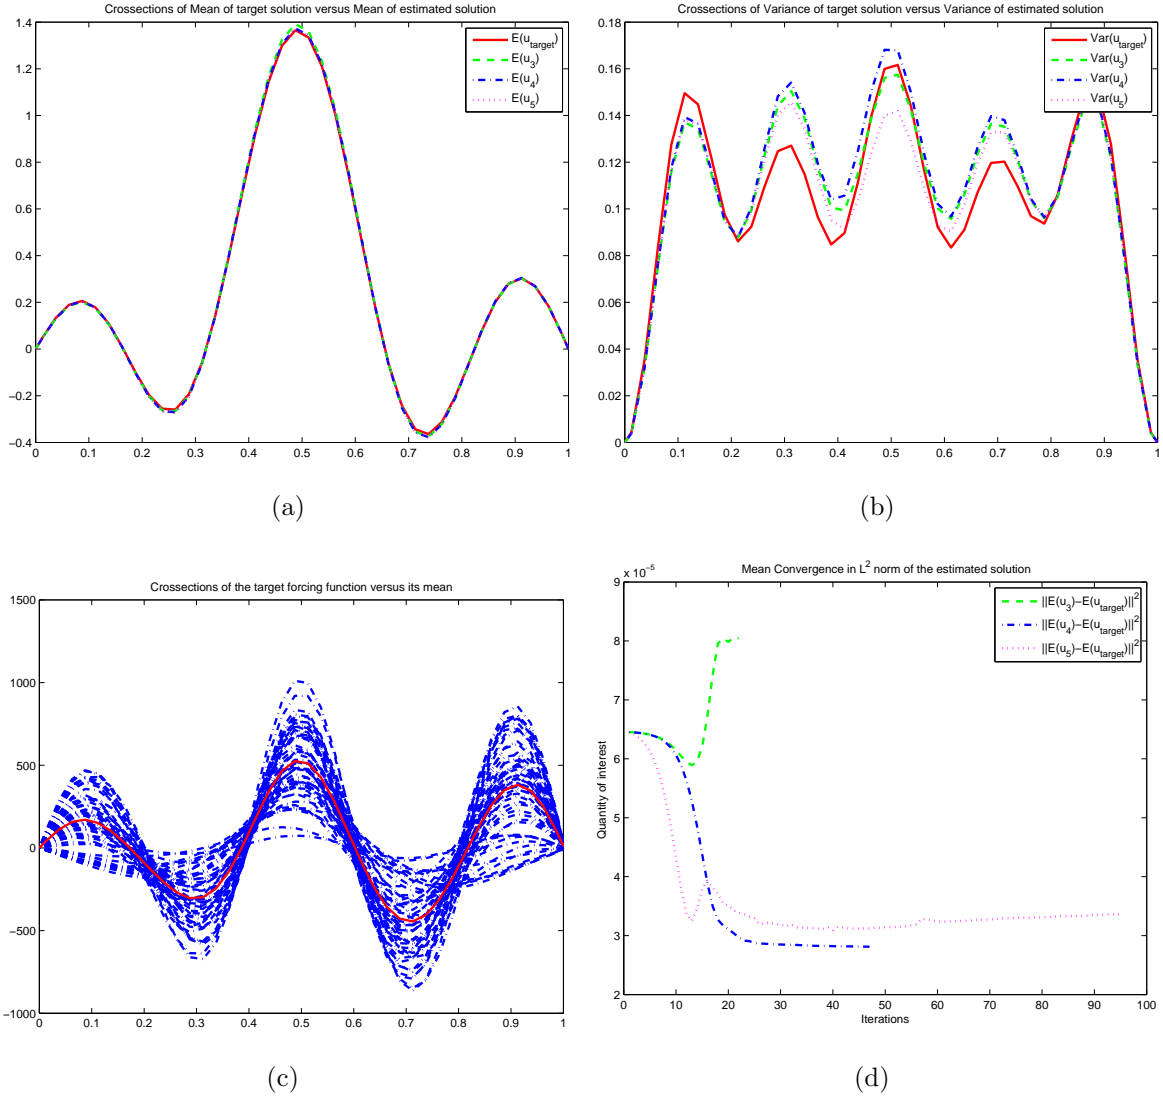 Crossections of Mean of target solution versus Mean of estimated solution
1.4
1.2
1
0.8
0.6
0.4
0.2
0
−0.2
−0.4
0 0.1 0.2 0.3 0.4 0.5 0.6 0.7 0.8 0.9 1
E(u_target)
E(u_3)
E(u_4)
E(u_5)
(a)
Crossections of Variance of target solution versus Variance of estimated solution
0.18
0.16
0.14
0.12
0.1
0.08
0.06
0.04
0.02
0
0 0.1 0.2 0.3 0.4 0.5 0.6 0.7 0.8 0.9 1
Var(u_target)
Var(u_3)
Var(u_4)
Var(u_5)
(b)
Crossections of the target forcing function versus its mean
1500
1000
500
0
−500
−1000
0 0.1 0.2 0.3 0.4 0.5 0.6 0.7 0.8 0.9 1
(c)
Mean Convergence in L^2 norm of the estimated solution
x 10^−5
9
8
7
6
5
4
3
2
Quantity of interest
0 10 20 30 40 50 60 70 80 90 100
Iterations
||E(u_3)−E(u_target)||^2
||E(u_4)−E(u_target)||^2
||E(u_5)−E(u_target)||^2
(d)